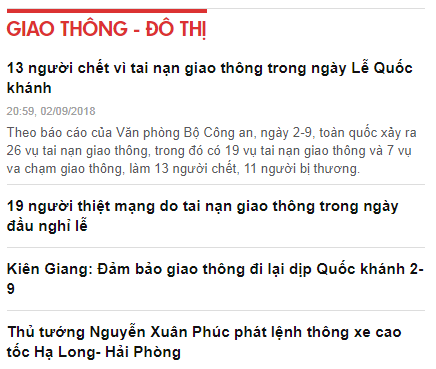 GIAO THÔNG - ĐÔ THỊ
13 người chết vì tai nạn giao thông trong ngày Lễ Quốc
khánh
20:59, 02/09/2018
Theo báo cáo của Văn phòng Bộ Công an, ngày 2-9, toàn quốc xảy ra
26 vụ tai nạn giao thông, trong đó có 19 vụ tai nạn giao thông và 7 vụ
va chạm giao thông, làm 13 người chết, 11 người bị thương.
19 người thiệt mạng do tai nạn giao thông trong ngày
đầu nghỉ lễ
Kiên Giang: Đảm bảo giao thông đi lại dịp Quốc khánh 2-
9
Thủ tướng Nguyễn Xuân Phúc phát lệnh thông xe cao
tốc Hạ Long- Hải Phòng